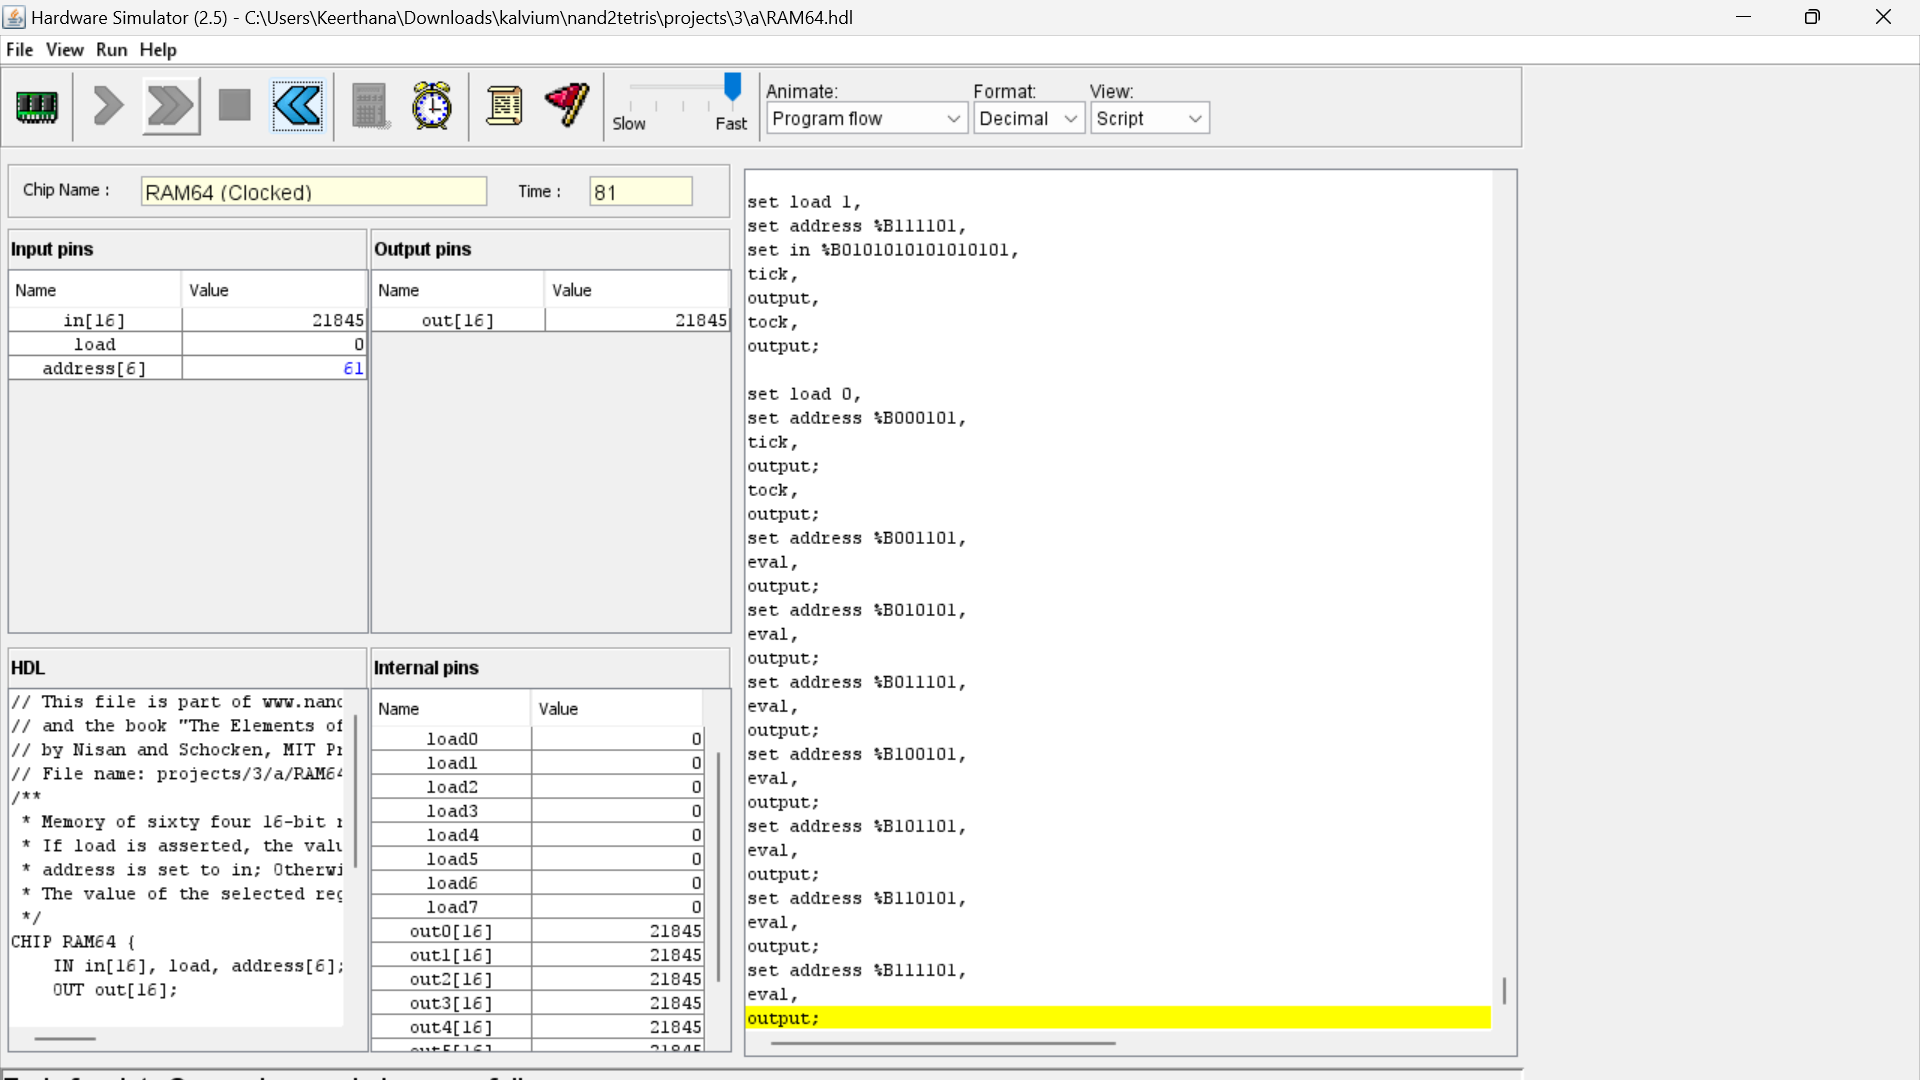 Hardware Simulator (2.5) - C:\Users\Keerthana\Downloads\kalvium\nand2tetris\projects\3\a\RAM64.hdl
File View Run Help
Slow
Fast
Animate:
Program flow
Format:
Decimal
View:
Script
Chip Name :
RAM64 (Clocked)
Time :
81
Input pins
Name Value
in[16] 21845
load 0
address[6] 61
Output pins
Name Value
out[16] 21845
HDL
// This file is part of www.nand
// and the book "The Elements of
// by Nisan and Schocken, MIT Pr
// File name: projects/3/a/RAM64
/**
* Memory of sixty four 16-bit r
* If load is asserted, the valu
* address is set to in; Otherwi
* The value of the selected reg
*/
CHIP RAM64 {
IN in[16], load, address[6];
OUT out[16];
Internal pins
Name Value
load0 0
load1 0
load2 0
load3 0
load4 0
load5 0
load6 0
load7 0
out0[16] 21845
out1[16] 21845
out2[16] 21845
out3[16] 21845
out4[16] 21845
out5[16] 21845
set load 1,
set address %B111101,
set in %B0101010101010101,
tick,
output,
tock,
output;
set load 0,
set address %B000101,
tick,
output;
tock,
output;
set address %B001101,
eval,
output;
set address %B010101,
eval,
output;
set address %B011101,
eval,
output;
set address %B100101,
eval,
output;
set address %B101101,
eval,
output;
set address %B110101,
eval,
output;
set address %B111101,
eval,
output;